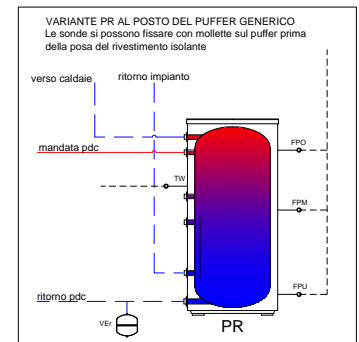 VARIANTE PR AL POSTO DEL PUFFER GENERICO
Le sonde si possono fissare con mollette sul puffer prima
della posa del rivestimento isolante
verso caldaie
ritorno impianto
mandata pdc
FPO
TW
FPM
ritorno pdc
FPU
VEr
PR